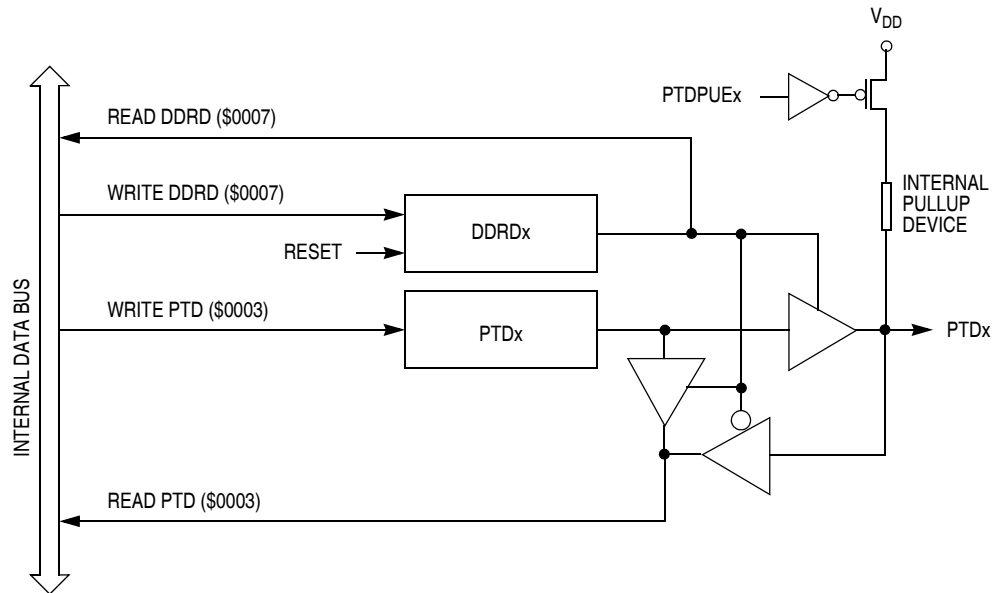 VDD
PTDPUEx
READ DDRD ($0007)
WRITE DDRD ($0007)
INTERNAL
PULLUP
DEVICE
DDRDx
RESET
WRITE PTD ($0003)
PTDx
PTDx
INTERNAL DATA BUS
READ PTD ($0003)